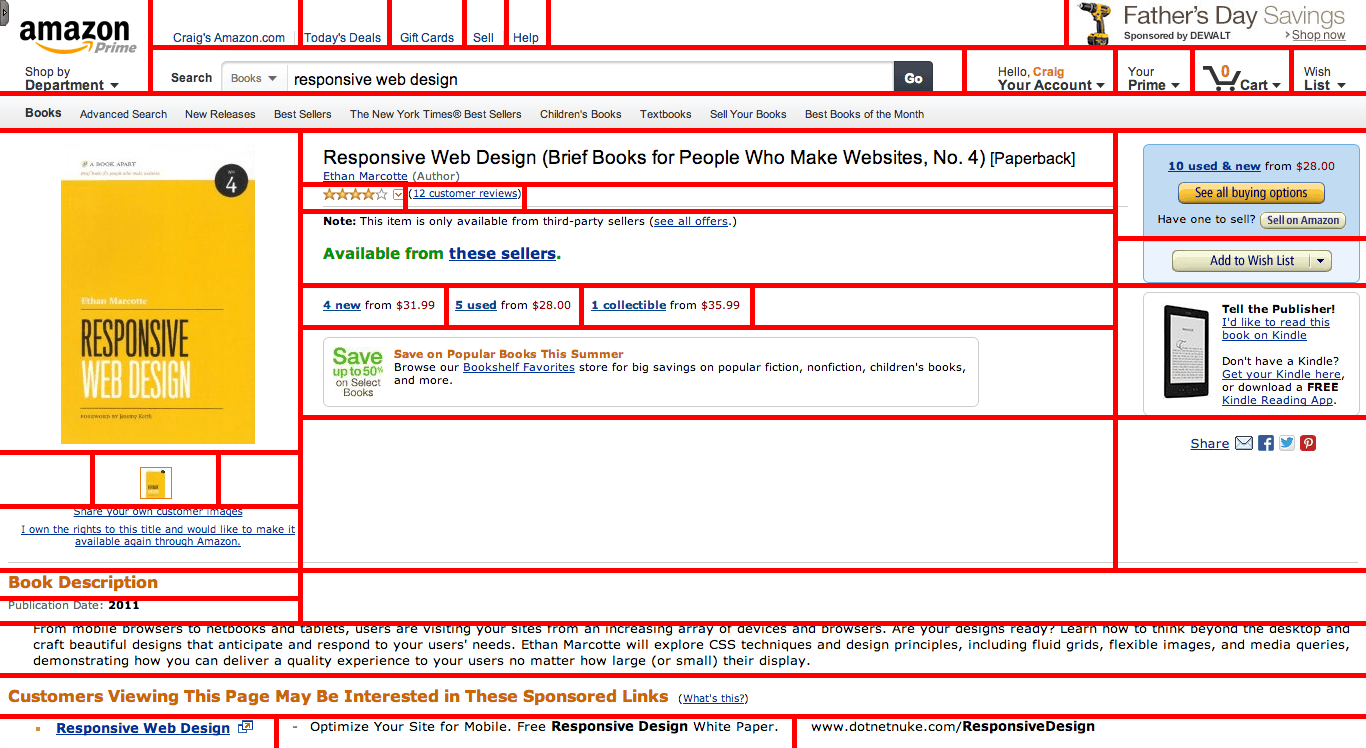 amazon
Prime
Craig's Amazon.com
Today's Deals
Gift Cards
Sell
Help
Father's Day Savings
Sponsored by DEWALT
Shop now
Shop by
Department
Search
Books
responsive web design
Go
Hello, Craig
Your Account
Your
Prime
0
Cart
Wish
List
Books
Advanced Search
New Releases
Best Sellers
The New York Times® Best Sellers
Children's Books
Textbooks
Sell Your Books
Best Books of the Month
A BOOK APART
Brief books for people who make websites
No.
4
Ethan Marcotte
RESPONSIVE
WEB DESIGN
FOREWORD BY Jeremy Keith
Share your own customer images
I own the rights to this title and would like to make it
available again through Amazon.
Responsive Web Design (Brief Books for People Who Make Websites, No. 4) [Paperback]
Ethan Marcotte (Author)
(12 customer reviews)
Note: This item is only available from third-party sellers (see all offers.)
Available from these sellers.
4 new from $31.99
5 used from $28.00
1 collectible from $35.99
Save
up to 50%
on Select
Books
Save on Popular Books This Summer
Browse our Bookshelf Favorites store for big savings on popular fiction, nonfiction, children's books,
and more.
10 used & new from $28.00
See all buying options
Have one to sell? Sell on Amazon
Add to Wish List
Tell the Publisher!
I'd like to read this
book on Kindle
Don't have a Kindle?
Get your Kindle here,
or download a FREE
Kindle Reading App.
Share
Book Description
Publication Date: 2011
From mobile browsers to netbooks and tablets, users are visiting your sites from an increasing array of devices and browsers. Are your designs ready? Learn how to think beyond the desktop and
craft beautiful designs that anticipate and respond to your users' needs. Ethan Marcotte will explore CSS techniques and design principles, including fluid grids, flexible images, and media queries,
demonstrating how you can deliver a quality experience to your users no matter how large (or small) their display.
Customers Viewing This Page May Be Interested in These Sponsored Links (What's this?)
Responsive Web Design
- Optimize Your Site for Mobile. Free Responsive Design White Paper.
www.dotnetnuke.com/ResponsiveDesign